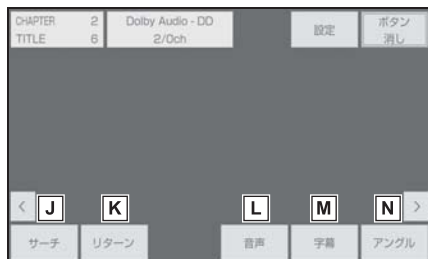 CHAPTER 2
TITLE 6
Dolby Audio - DD
2/0ch
設定
ボタン
消し
< J K L M N >
サーチ リターン 音声 字幕 アングル